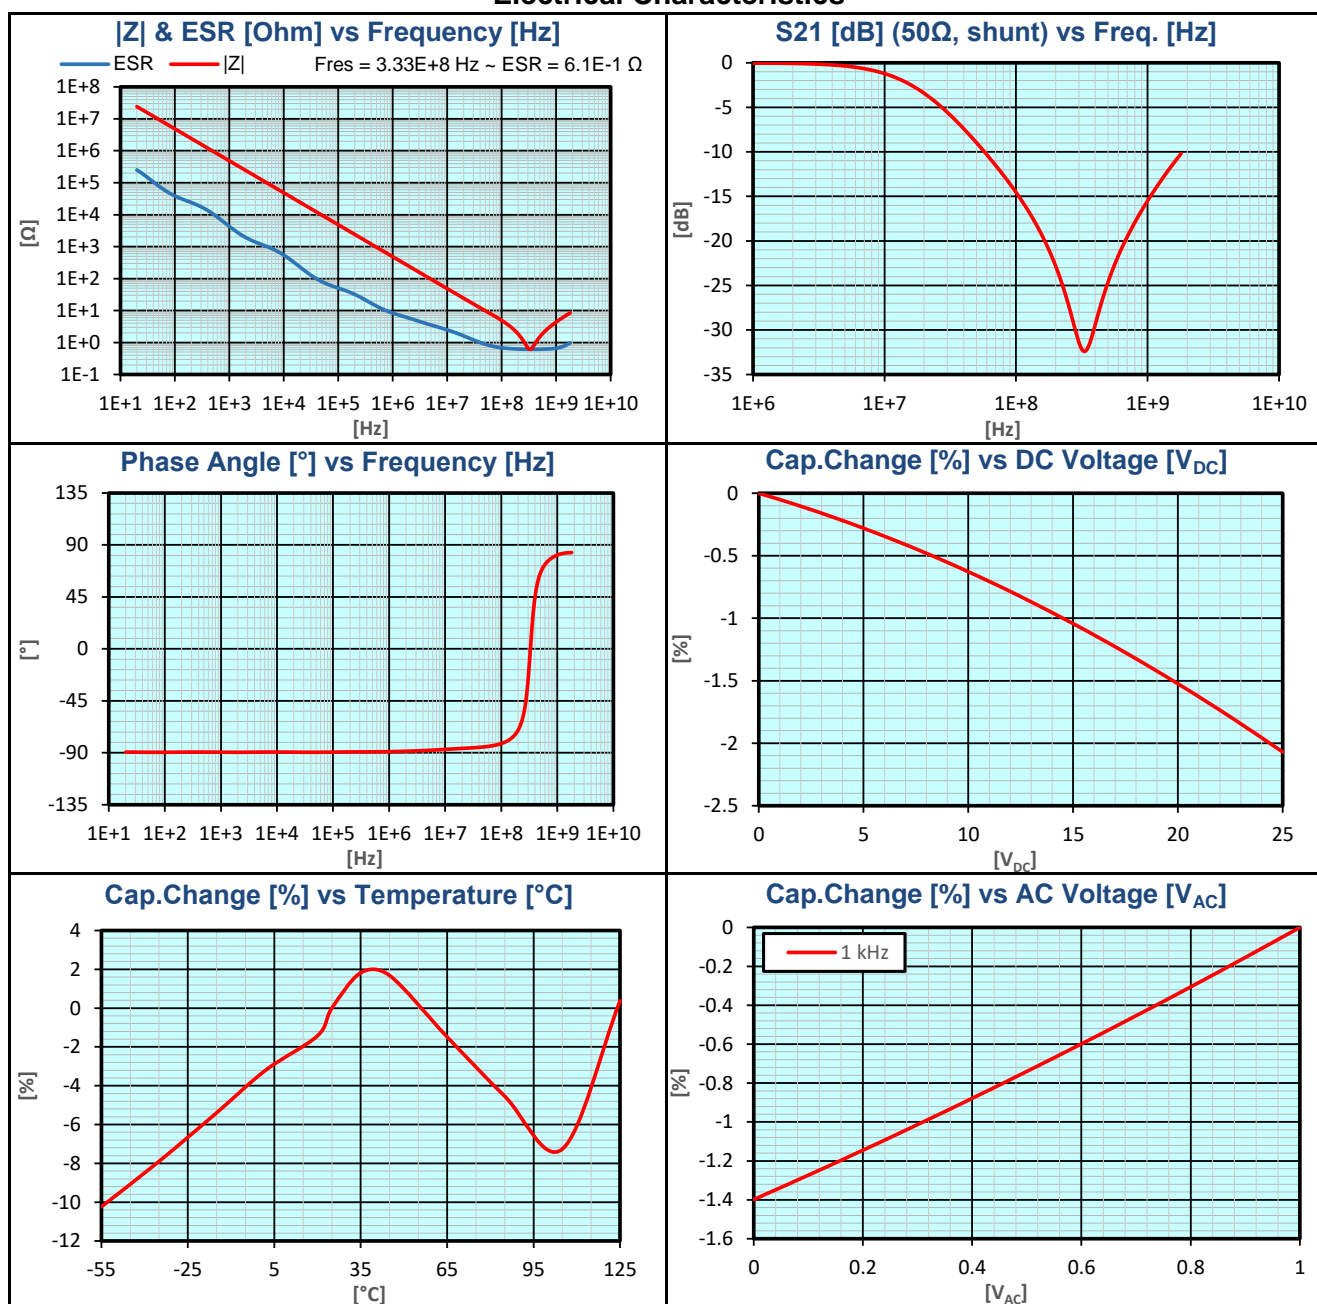 Electrical Characteristics
|Z| & ESR [Ohm] vs Frequency [Hz]
ESR |Z| Fres = 3.33E+8 Hz ~ ESR = 6.1E-1 Ω
1E+8
1E+7
1E+6
1E+5
1E+4
1E+3
1E+2
1E+1
1E+0
1E-1
[Ω]
1E+1 1E+2 1E+3 1E+4 1E+5 1E+6 1E+7 1E+8 1E+9 1E+10
[Hz]
S21 [dB] (50Ω, shunt) vs Freq. [Hz]
0
-5
-10
-15
-20
-25
-30
-35
[dB]
1E+6 1E+7 1E+8 1E+9 1E+10
[Hz]
Phase Angle [°] vs Frequency [Hz]
135
90
45
0
-45
-90
-135
[°]
1E+1 1E+2 1E+3 1E+4 1E+5 1E+6 1E+7 1E+8 1E+9 1E+10
[Hz]
Cap.Change [%] vs DC Voltage [VDC]
0
-0.5
-1
-1.5
-2
-2.5
[%]
0 5 10 15 20 25
[VDC]
Cap.Change [%] vs Temperature [°C]
4
2
0
-2
-4
-6
-8
-10
-12
[%]
-55 -25 5 35 65 95 125
[°C]
Cap.Change [%] vs AC Voltage [VAC]
1 kHz
0
-0.2
-0.4
-0.6
-0.8
-1
-1.2
-1.4
-1.6
[%]
0 0.2 0.4 0.6 0.8 1
[VAC]